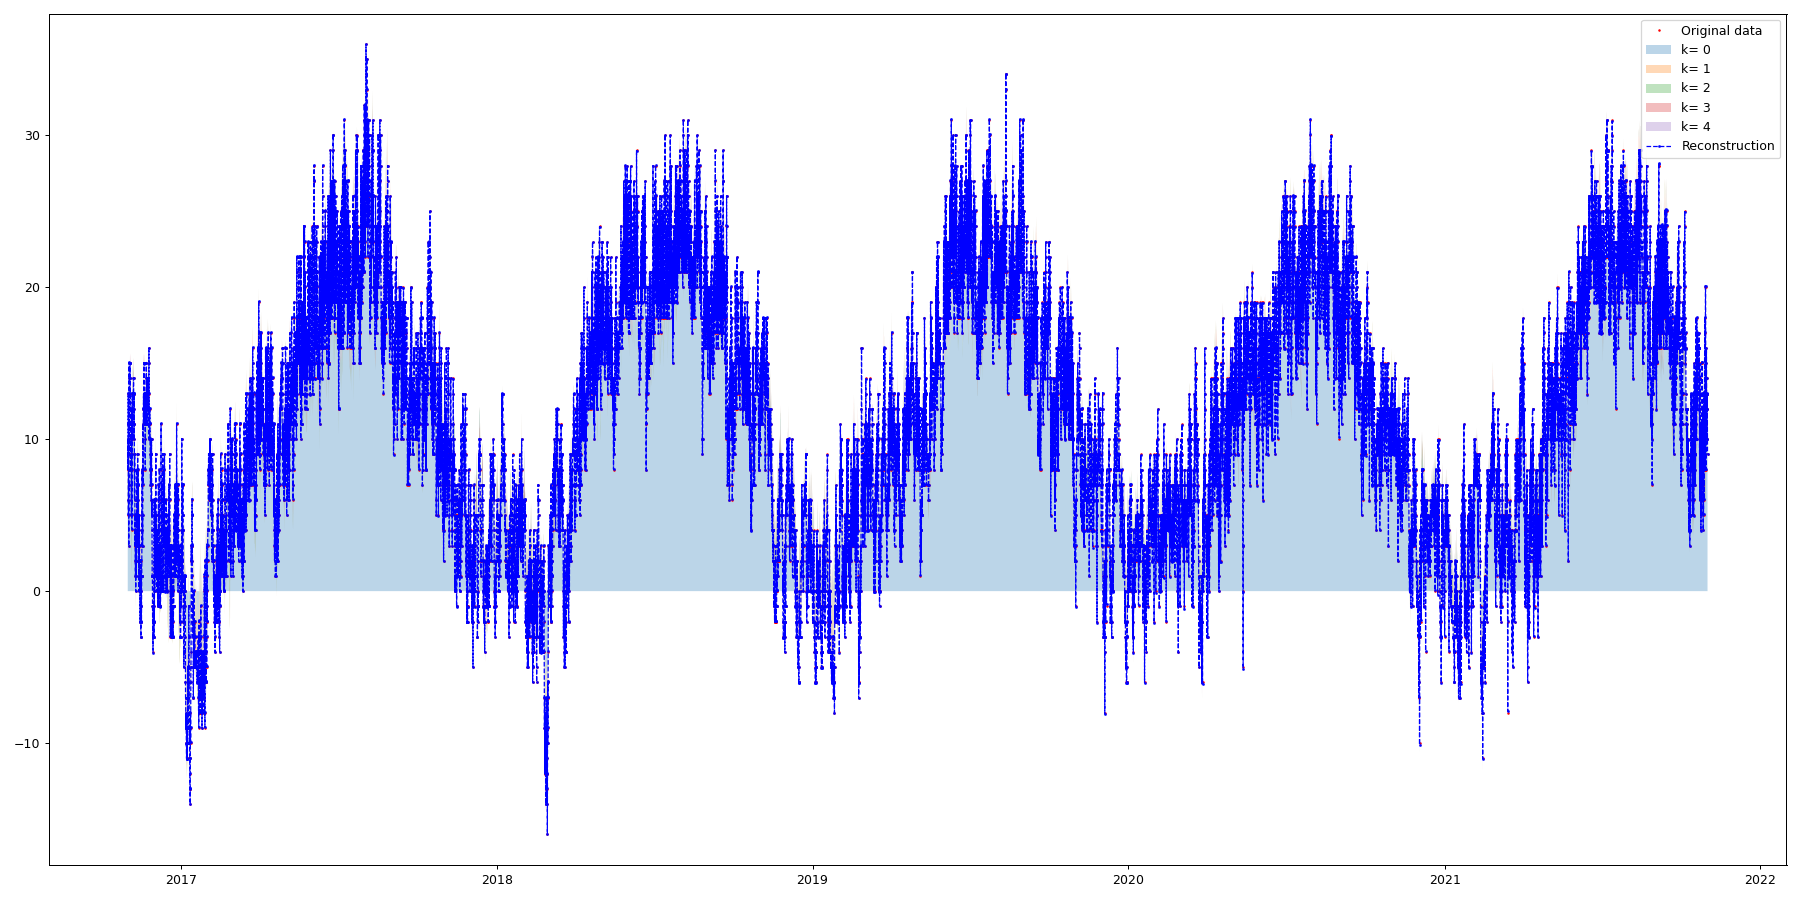 Original data
k= 0
k= 1
k= 2
k= 3
k= 4
Reconstruction
30
20
10
0
−10
2017
2018
2019
2020
2021
2022